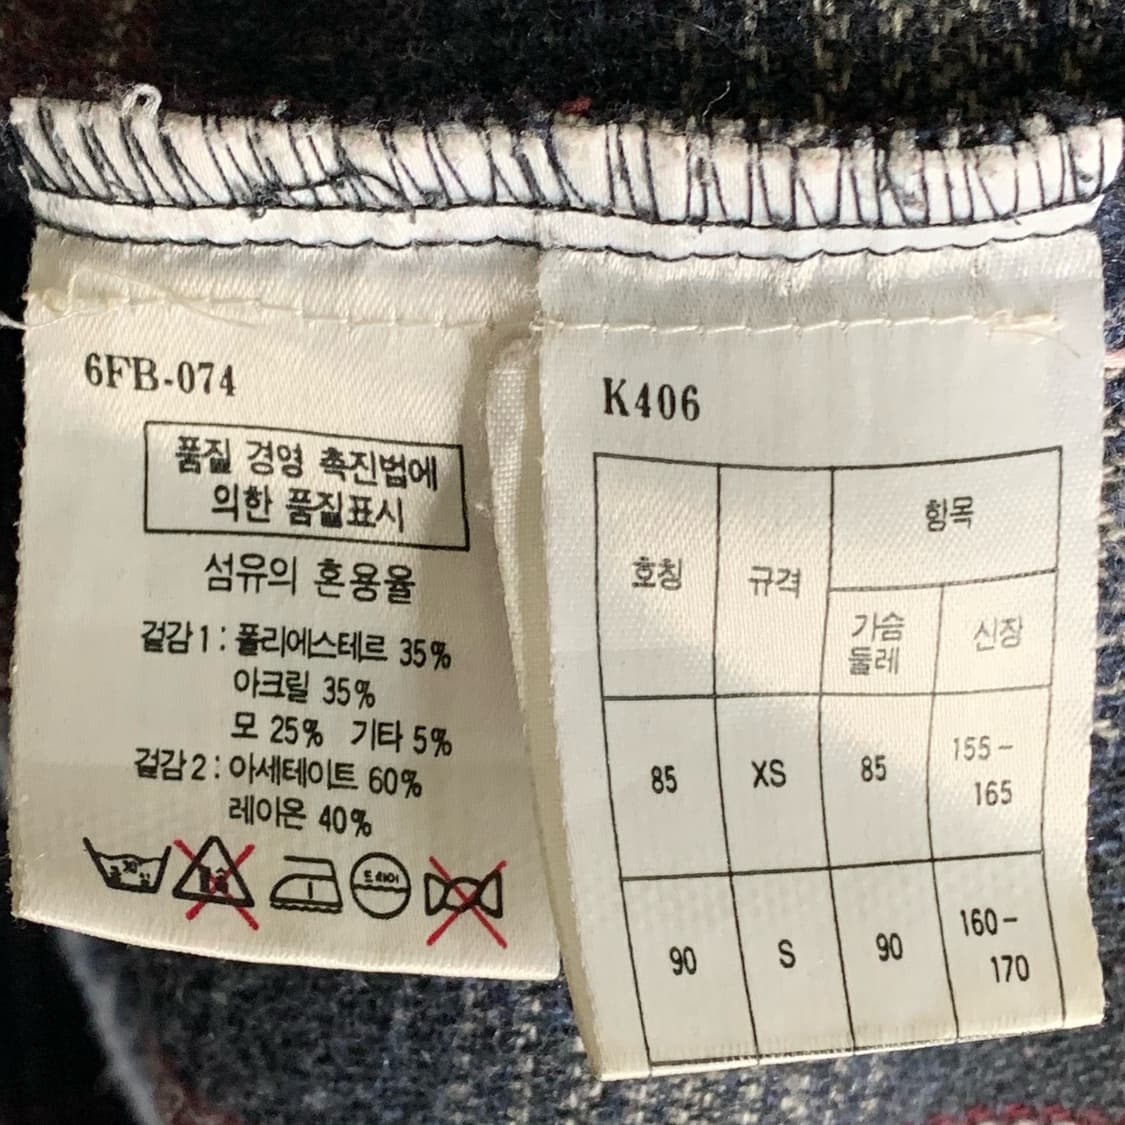 6FB-074
품질 경영 촉진법에
의한 품질표시
섬유의 혼용율
겉감1: 폴리에스테르 35%
아크릴 35%
모 25% 기타 5%
겉감2: 아세테이트 60%
레이온 40%
드라이
K406
호칭
규격
항목
가슴
둘레
신장
85
XS
85
155-
165
90
S
90
160-
170